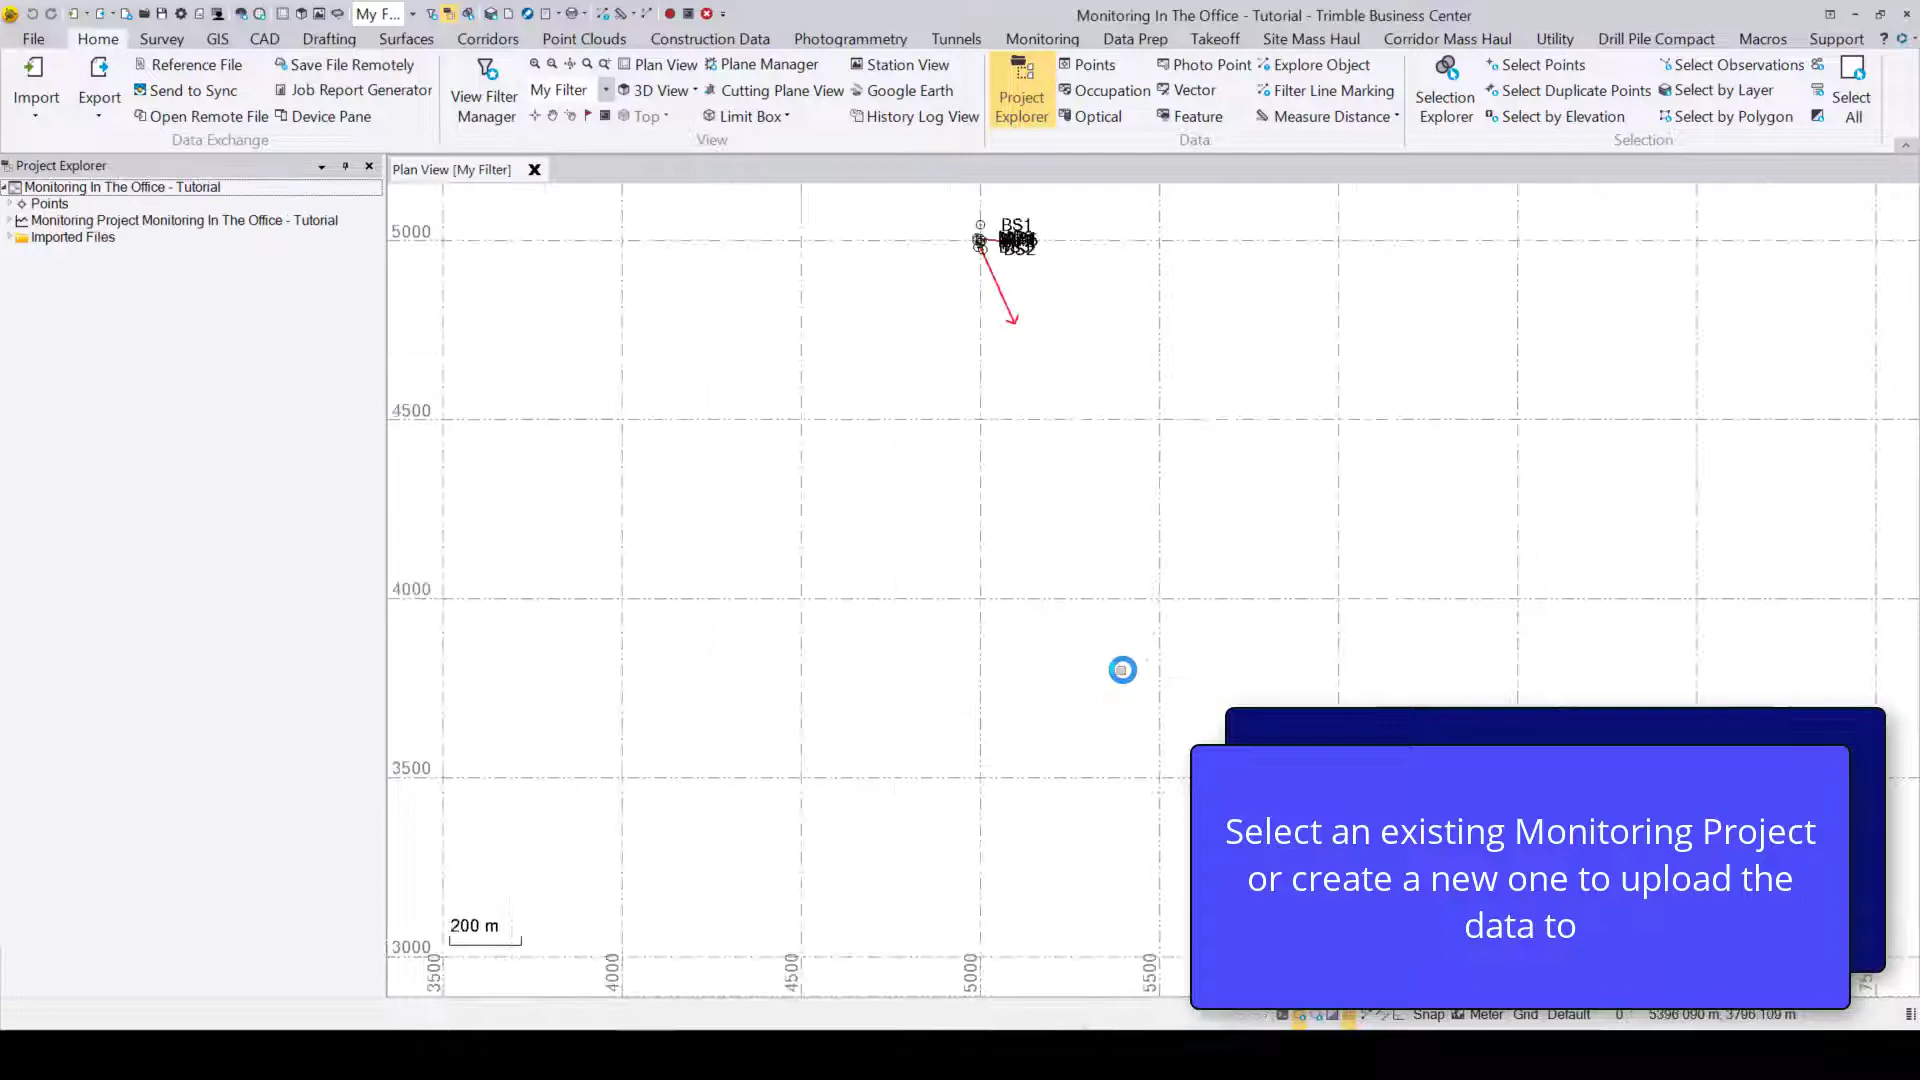 My F...
Monitoring In The Office - Tutorial - Trimble Business Center
File Home Survey GIS CAD Drafting Surfaces Corridors Point Clouds Construction Data Photogrammetry Tunnels Monitoring Data Prep Takeoff Site Mass Haul Corridor Mass Haul Utility Drill Pile Compact Macros Support ?
Import
Export
Reference File
Send to Sync
Open Remote File
Save File Remotely
Job Report Generator
Device Pane
Data Exchange
View Filter
Manager
Plan View
Plane Manager
Station View
My Filter
3D View
Cutting Plane View
Google Earth
Top
Limit Box
History Log View
View
Project
Explorer
Points
Occupation
Optical
Photo Point
Vector
Feature
Explore Object
Filter Line Marking
Measure Distance
Data
Selection
Explorer
Select Points
Select Duplicate Points
Select by Elevation
Select Observations
Select by Layer
Select by Polygon
Select
All
Selection
Project Explorer
Monitoring In The Office - Tutorial
Points
Monitoring Project Monitoring In The Office - Tutorial
Imported Files
Plan View [My Filter]
BS1
BS2
5000
4500
4000
3500
3000
200 m
3500
4000
4500
5000
5500
Select an existing Monitoring Project
or create a new one to upload the
data to
Snap Meter Grid Default 0 5396.090 m, 3796.109 m